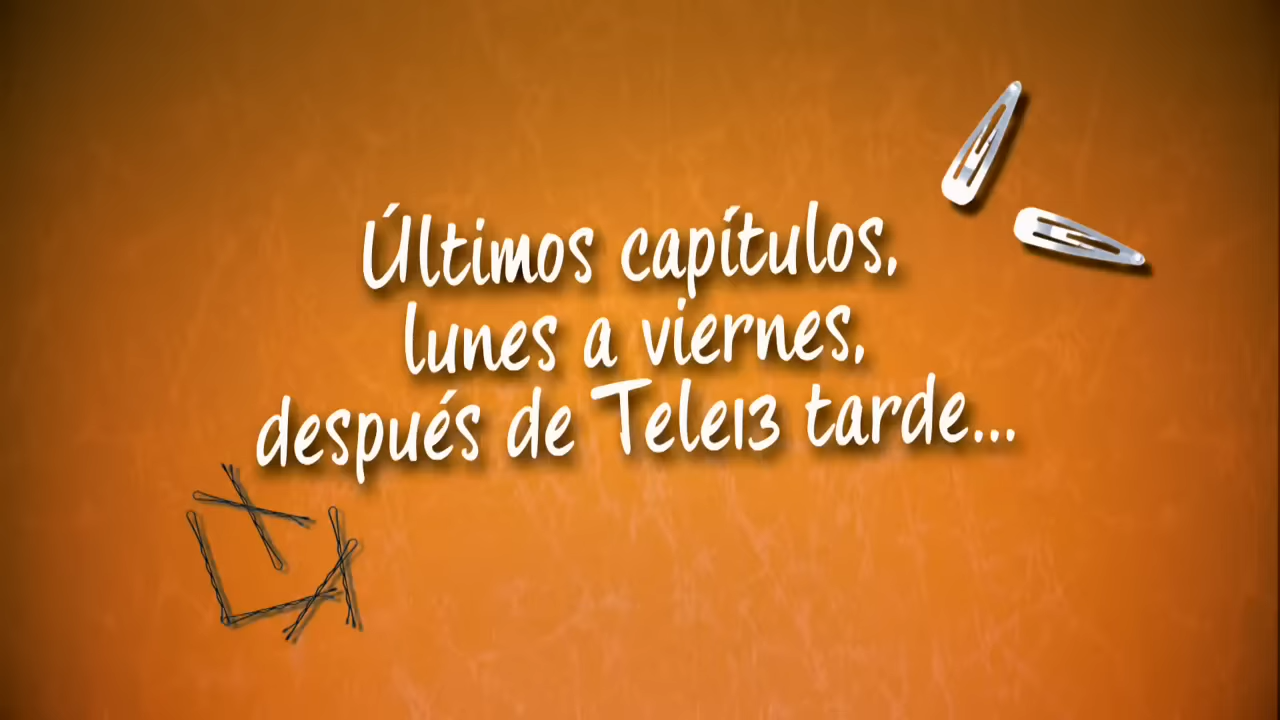 Últimos capítulos,
lunes a viernes,
después de Tele13 tarde...